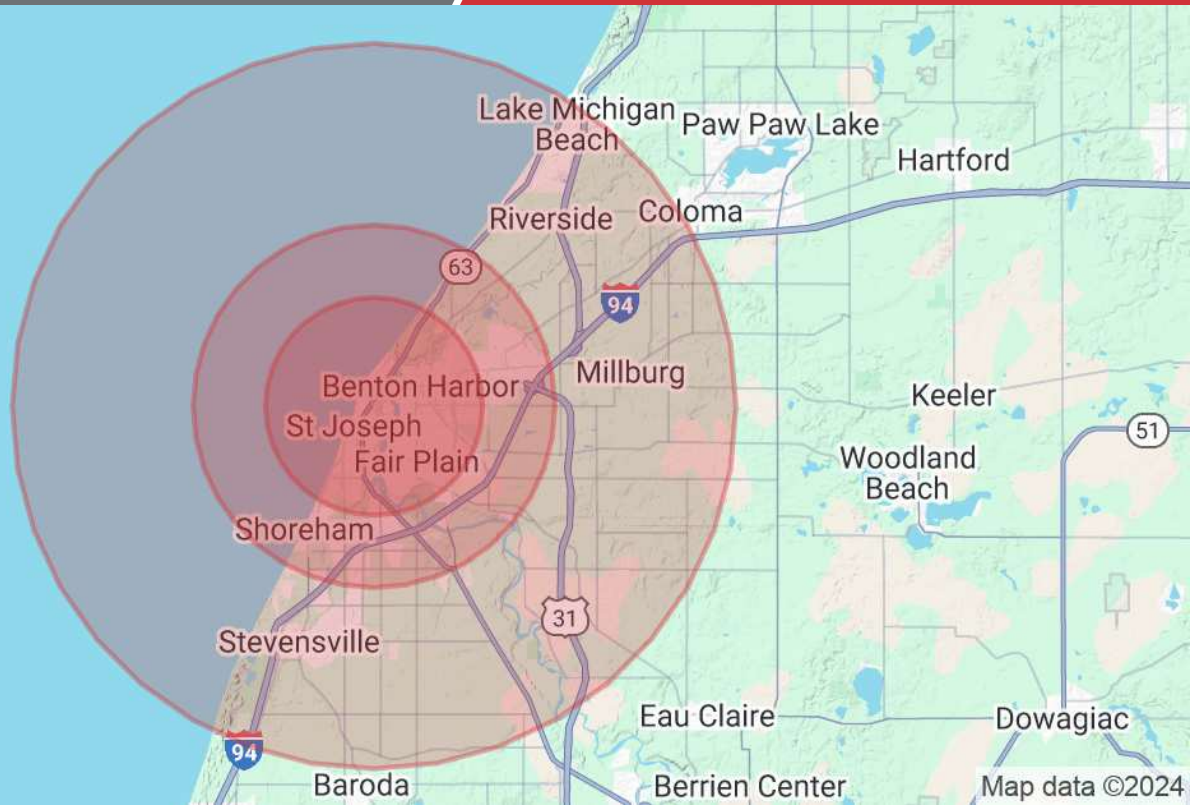 Lake Michigan
Beach
Paw Paw Lake
Hartford
Riverside
Coloma
63
94
Millburg
Benton Harbor
Keeler
St Joseph
51
Fair Plain
Woodland
Beach
Shoreham
31
Stevensville
Eau Claire
Dowagiac
94
Baroda
Berrien Center
Map data ©2024